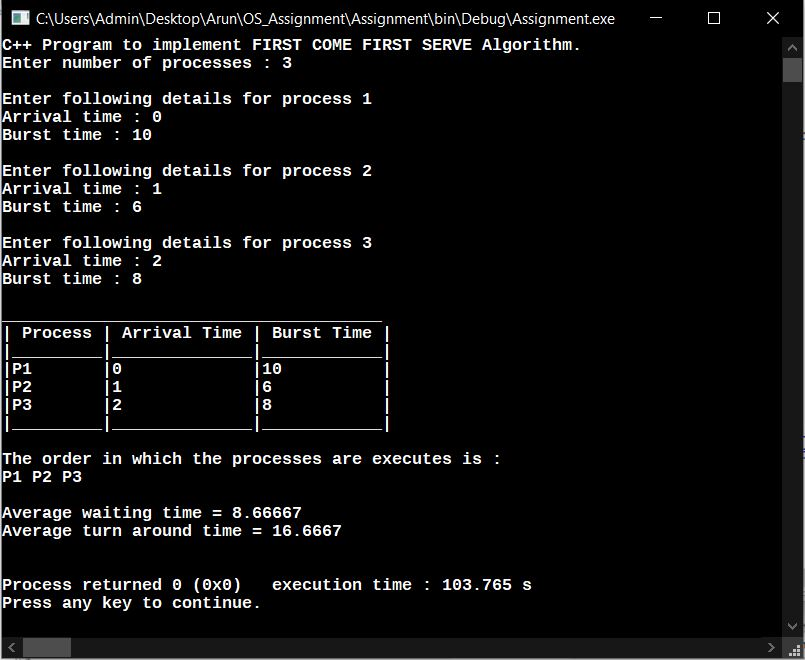 C:\Users\Admin\Desktop\Arun\OS_Assignment\Assignment\bin\Debug\Assignment.exe
C++ Program to implement FIRST COME FIRST SERVE Algorithm.
Enter number of processes : 3
Enter following details for process 1
Arrival time : 0
Burst time : 10
Enter following details for process 2
Arrival time : 1
Burst time : 6
Enter following details for process 3
Arrival time : 2
Burst time : 8
______________________________________
| Process | Arrival Time | Burst Time |
|_________|______________|____________|
|P1       |0             |10          |
|P2       |1             |6           |
|P3       |2             |8           |
|_________|______________|____________|
The order in which the processes are executes is :
P1 P2 P3
Average waiting time = 8.66667
Average turn around time = 16.6667
Process returned 0 (0x0)   execution time : 103.765 s
Press any key to continue.